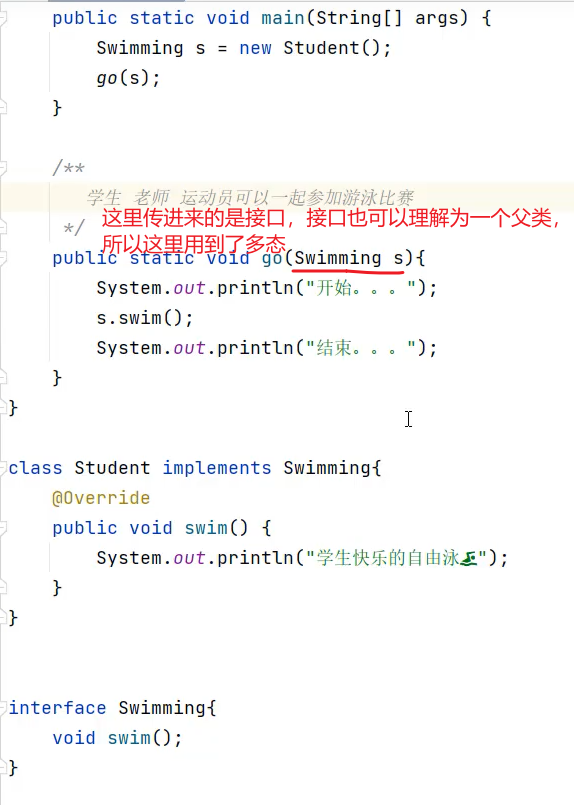 public static void main(String[] args) {
Swimming s = new Student();
go(s);
}
/**
学生 老师 运动员可以一起参加游泳比赛
这里传进来的是接口，接口也可以理解为一个父类，
*/
所以这里用到了多态
public static void go(Swimming s){
System.out.println("开始。。。");
s.swim();
System.out.println("结束。。。");
}
}
class Student implements Swimming{
@Override
public void swim() {
System.out.println("学生快乐的自由泳🏊");
}
}
interface Swimming{
void swim();
}